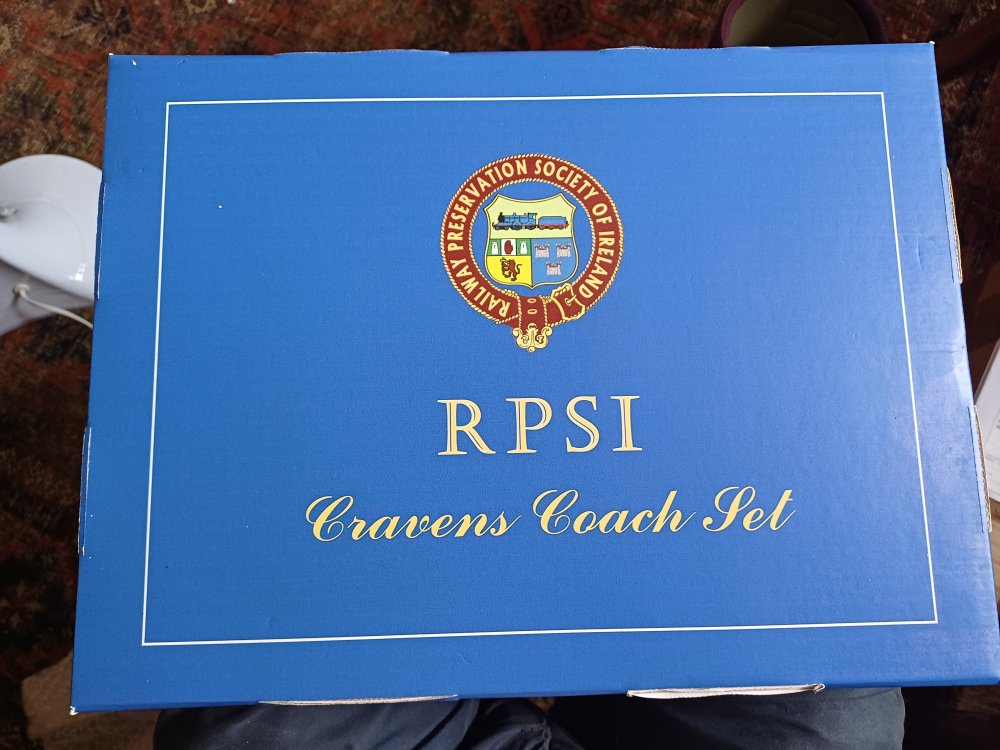 RAILWAY PRESERVATION SOCIETY OF IRELAND
RPSI
Cravens Coach Set